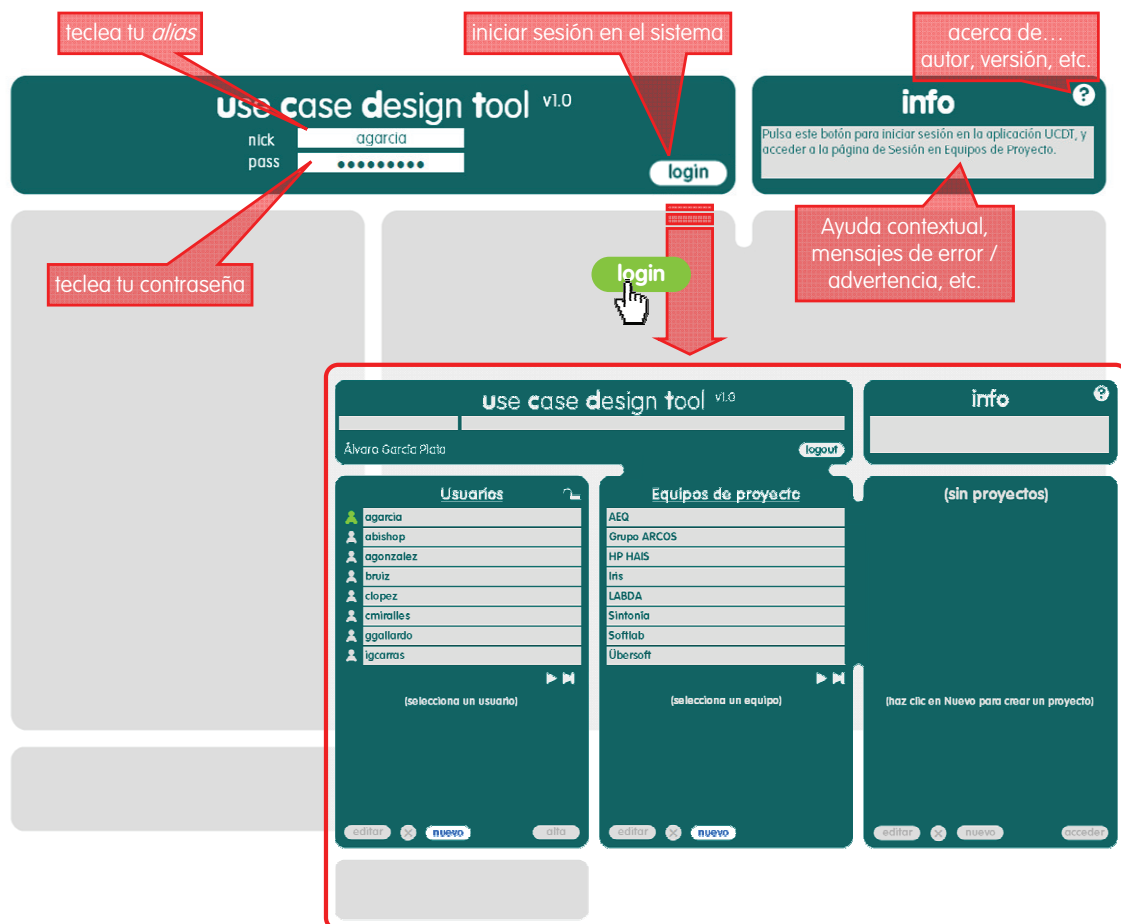 teclea tu alias
iniciar sesión en el sistema
acerca de…
autor, versión, etc.
use case design tool v1.0
nick
agarcia
pass
•••••••••
login
info
?
Pulsa este botón para iniciar sesión en la aplicación UCDT, y
acceder a la página de Sesión en Equipos de Proyecto.
teclea tu contraseña
Ayuda contextual,
mensajes de error /
advertencia, etc.
login
use case design tool v1.0
Álvaro García Plata
logout
info
?
Usuarios
agarcia
abishop
agonzalez
bruiz
clopez
cmiralles
ggallardo
igcarras
(selecciona un usuario)
editar
nuevo
alta
Equipos de proyecto
AEQ
Grupo ARCOS
HP HAIS
Iris
LABDA
Sintonía
Softlab
Übersoft
(selecciona un equipo)
editar
nuevo
(sin proyectos)
(haz clic en Nuevo para crear un proyecto)
editar
nuevo
acceder